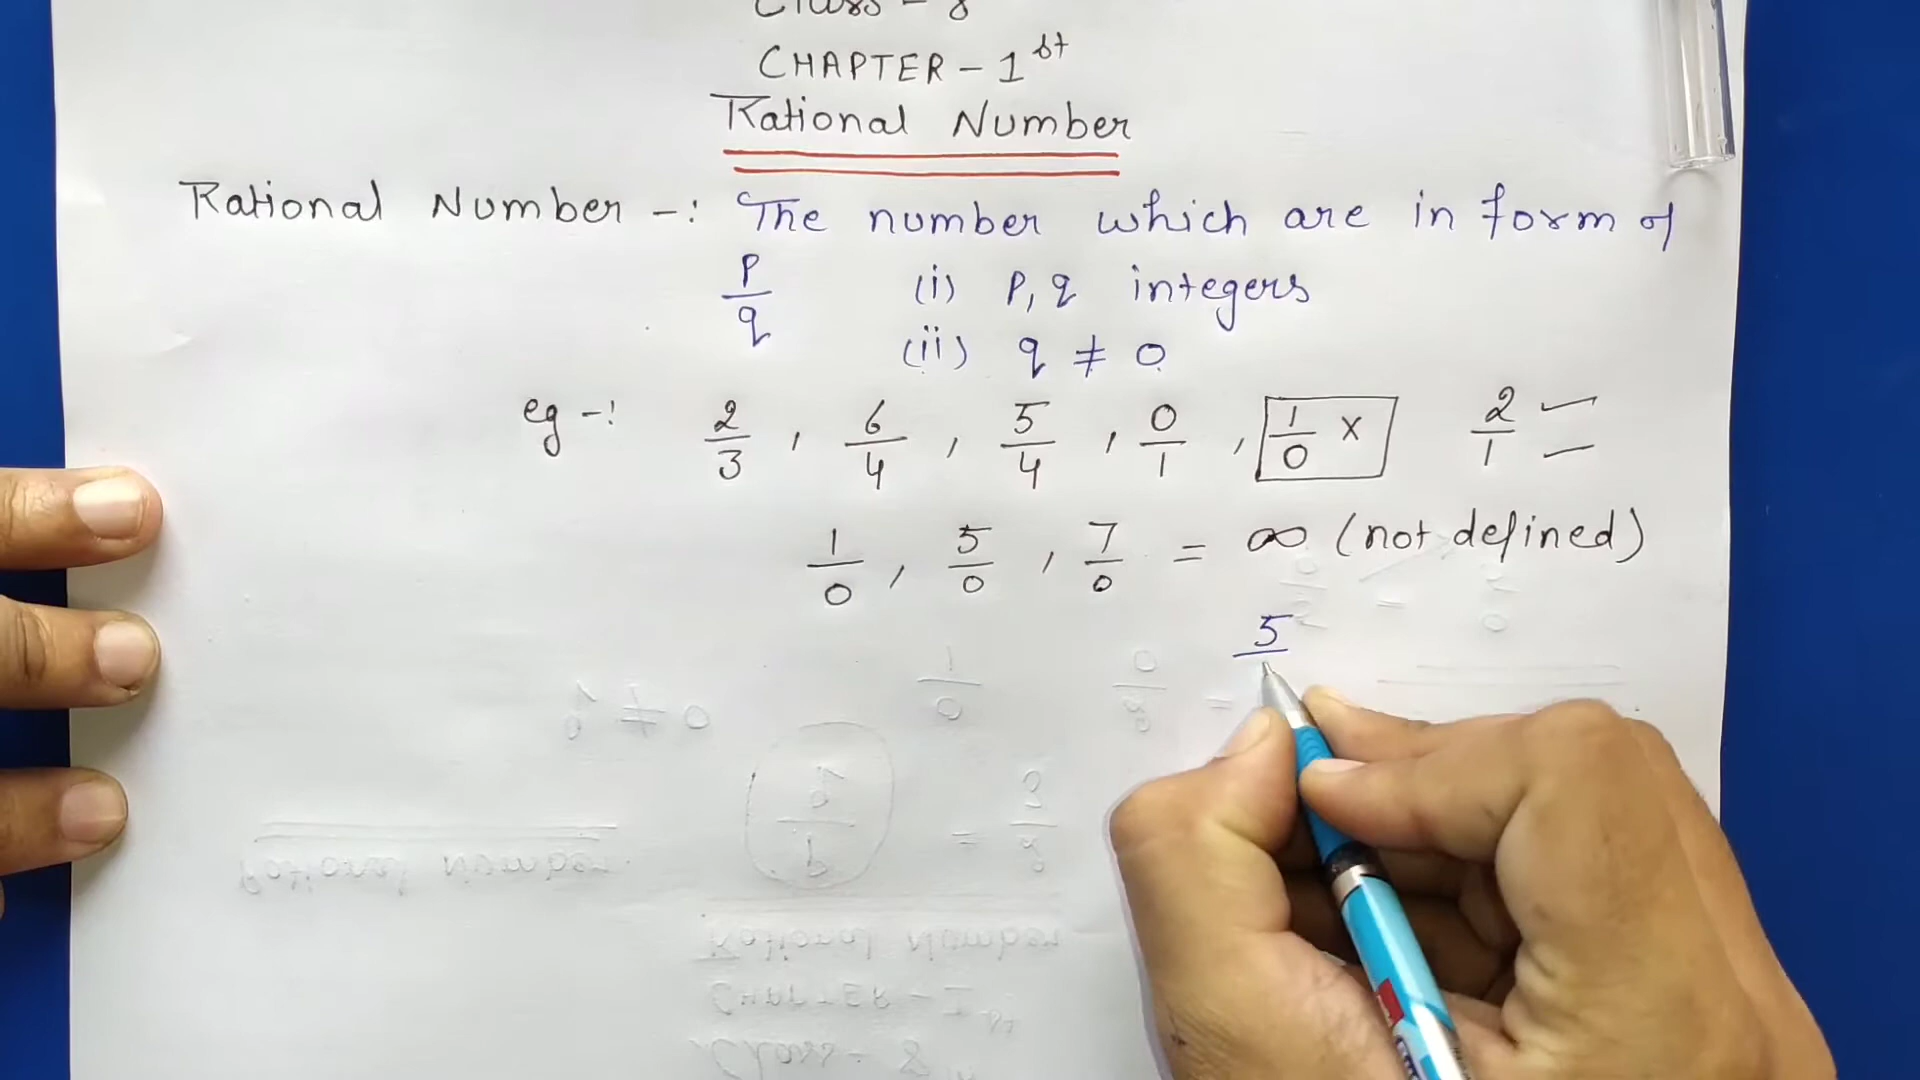 Class - 8
CHAPTER - 1st
Rational Number
Rational Number -: The number which are in form of
p/q (i) P, q integers
(ii) q ≠ 0
eg -: 2/3 , 6/4 , 5/4 , 0/1 , 1/0 x 2/1
1/0 , 5/0 , 7/0 = ∞ (not defined)
5